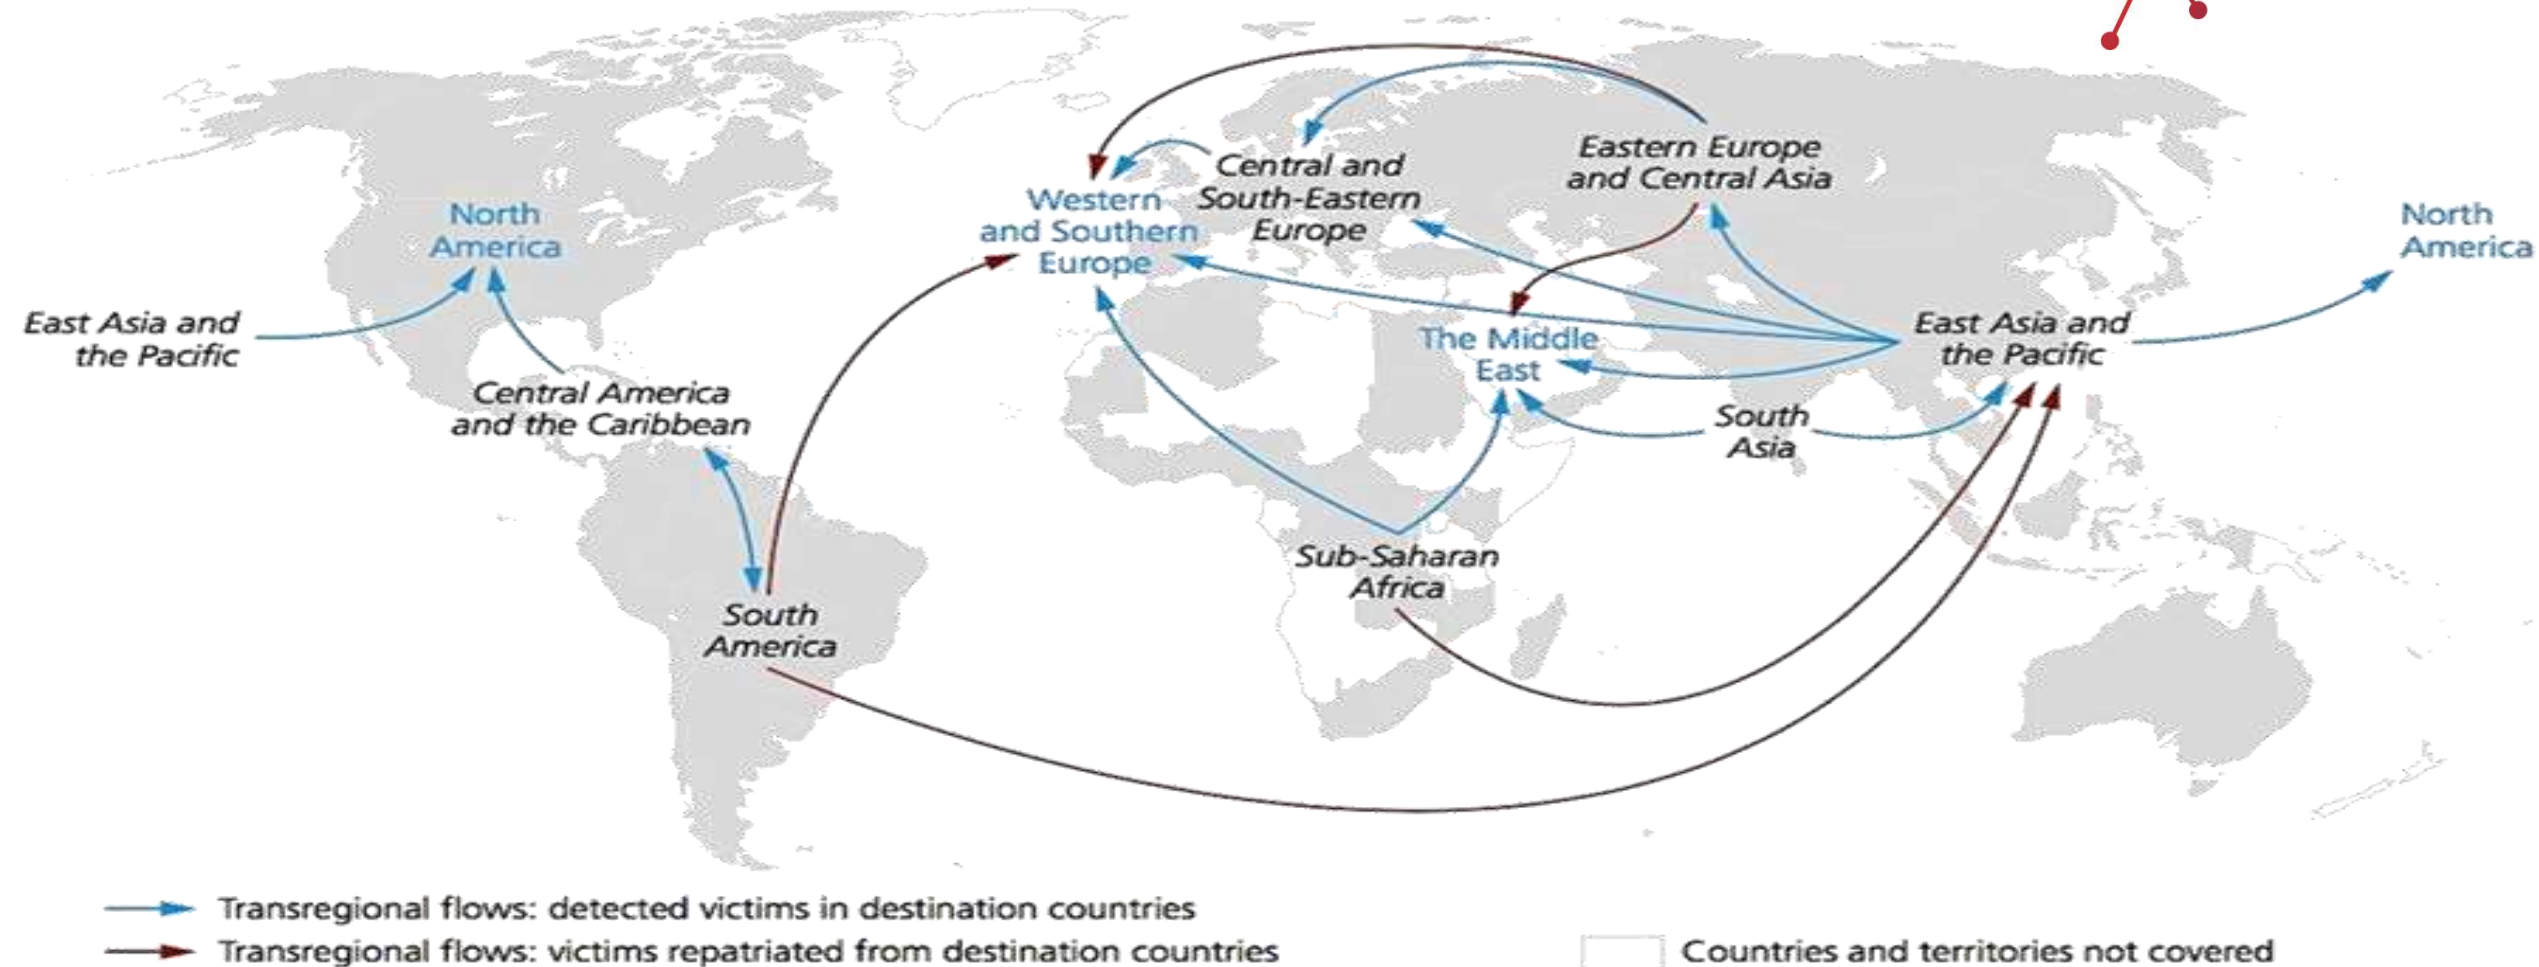 North
America
East Asia and
the Pacific
Central America
and the Caribbean
South
America
Western
and Southern
Europe
Central and
South-Eastern
Europe
Eastern Europe
and Central Asia
The Middle
East
South
Asia
Sub-Saharan
Africa
East Asia and
the Pacific
North
America
Transregional flows: detected victims in destination countries
Transregional flows: victims repatriated from destination countries
Countries and territories not covered